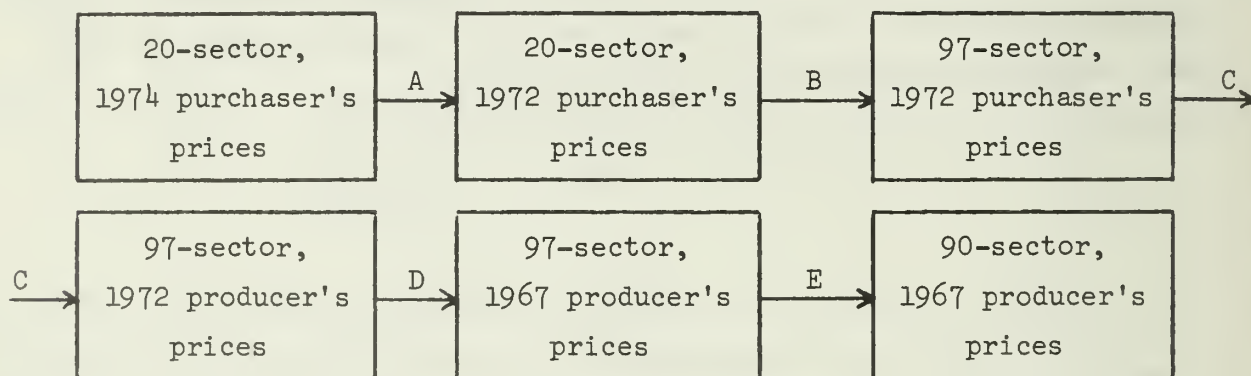 20-sector,
1974 purchaser's
prices
A
20-sector,
1972 purchaser's
prices
B
97-sector,
1972 purchaser's
prices
C
C
97-sector,
1972 producer's
prices
D
97-sector,
1967 producer's
prices
E
90-sector,
1967 producer's
prices